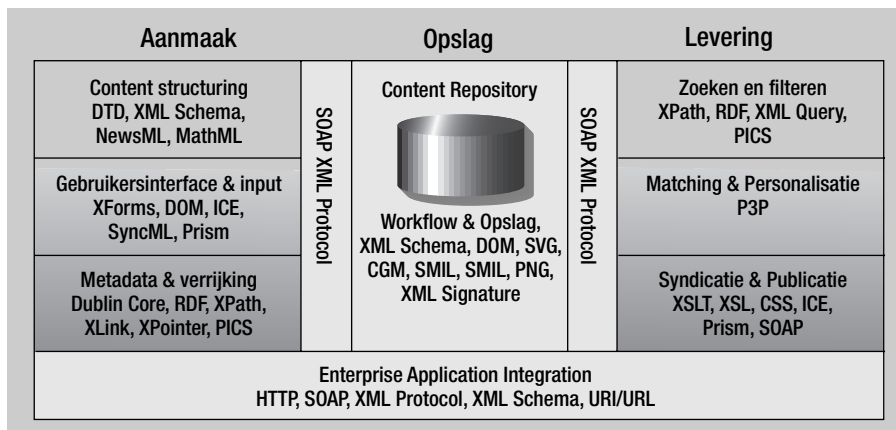 Aanmaak
Opslag
Levering
Content structuring
DTD, XML Schema,
NewsML, MathML
Gebruikersinterface & input
XForms, DOM, ICE,
SyncML, Prism
Metadata & verrijking
Dublin Core, RDF, XPath,
XLink, XPointer, PICS
SOAP XML Protocol
Content Repository
Workflow & Opslag,
XML Schema, DOM, SVG,
CGM, SMIL, SMIL, PNG,
XML Signature
SOAP XML Protocol
Zoeken en filteren
XPath, RDF, XML Query,
PICS
Matching & Personalisatie
P3P
Syndicatie & Publicatie
XSLT, XSL, CSS, ICE,
Prism, SOAP
Enterprise Application Integration
HTTP, SOAP, XML Protocol, XML Schema, URI/URL